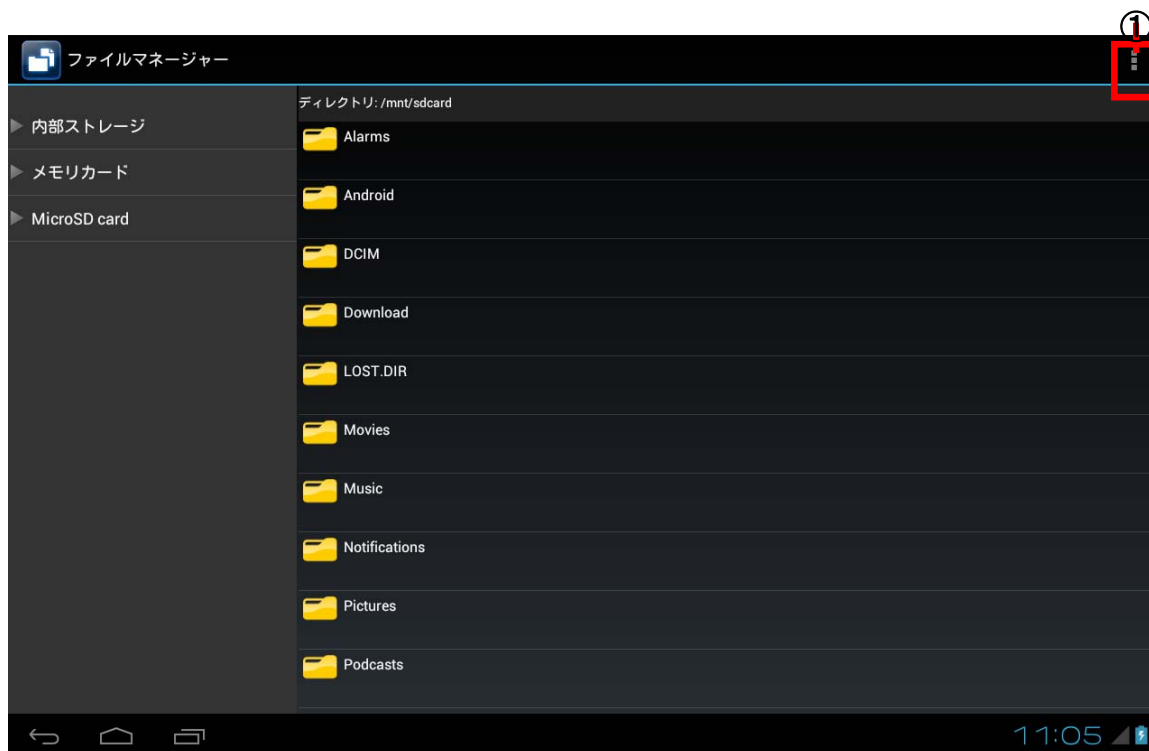 ①
ファイルマネージャー
内部ストレージ
メモリカード
MicroSD card
ディレクトリ: /mnt/sdcard
Alarms
Android
DCIM
Download
LOST.DIR
Movies
Music
Notifications
Pictures
Podcasts
11:05